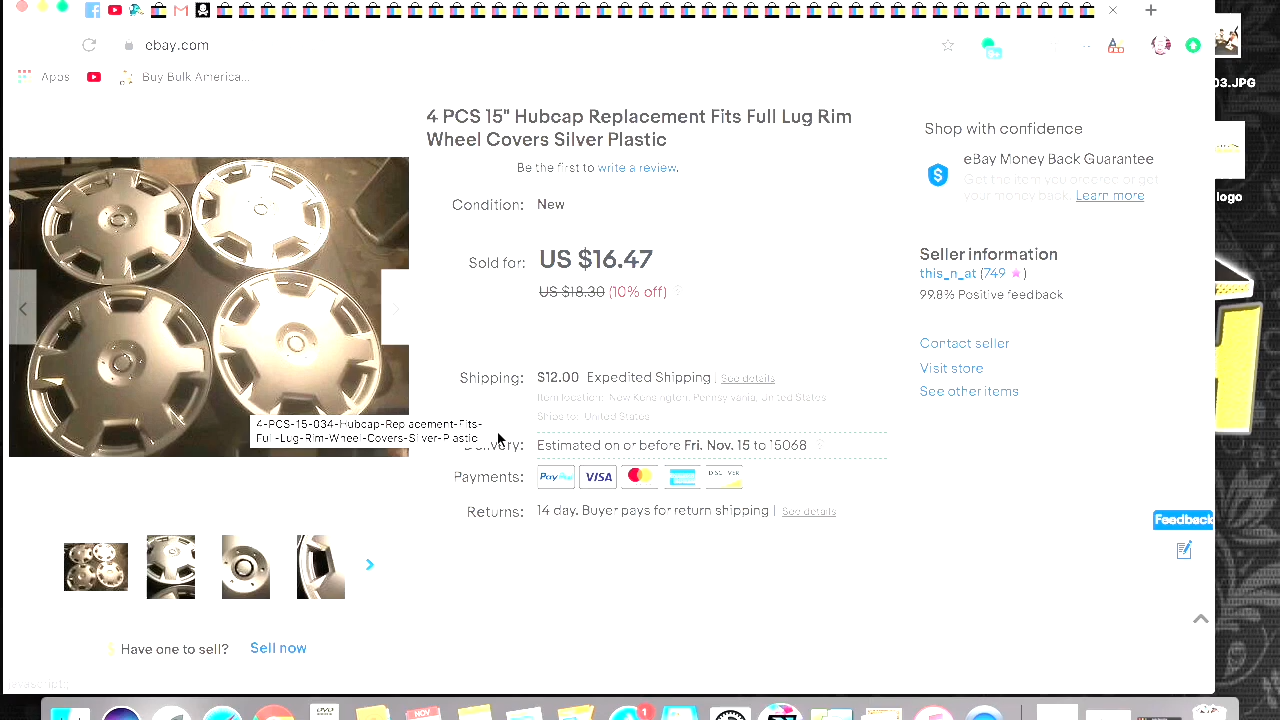 ebay.com
Apps
Buy Bulk America...
03.JPG
logo
4 PCS 15" Hubcap Replacement Fits Full Lug Rim
Wheel Covers Silver Plastic
Be the first to write a review.
Condition: New
Sold for: US $16.47
US $18.30 (10% off)
Shipping: $12.00 Expedited Shipping | See details
Item location: New Kensington, Pennsylvania, United States
Ships to: United States
Delivery: Estimated on or before Fri. Nov. 15 to 15068
Payments: PayPal VISA DISCOVER
Returns: 14 day. Buyer pays for return shipping | See details
4-PCS-15-034-Hubcap-Replacement-Fits-
Full-Lug-Rim-Wheel-Covers-Silver-Plastic
Have one to sell? Sell now
Shop with confidence
eBay Money Back Guarantee
Get the item you ordered or get
your money back. Learn more
Seller information
this_n_at (749)
99.8% Positive feedback
Contact seller
Visit store
See other items
Feedback
DVD
NOV
1